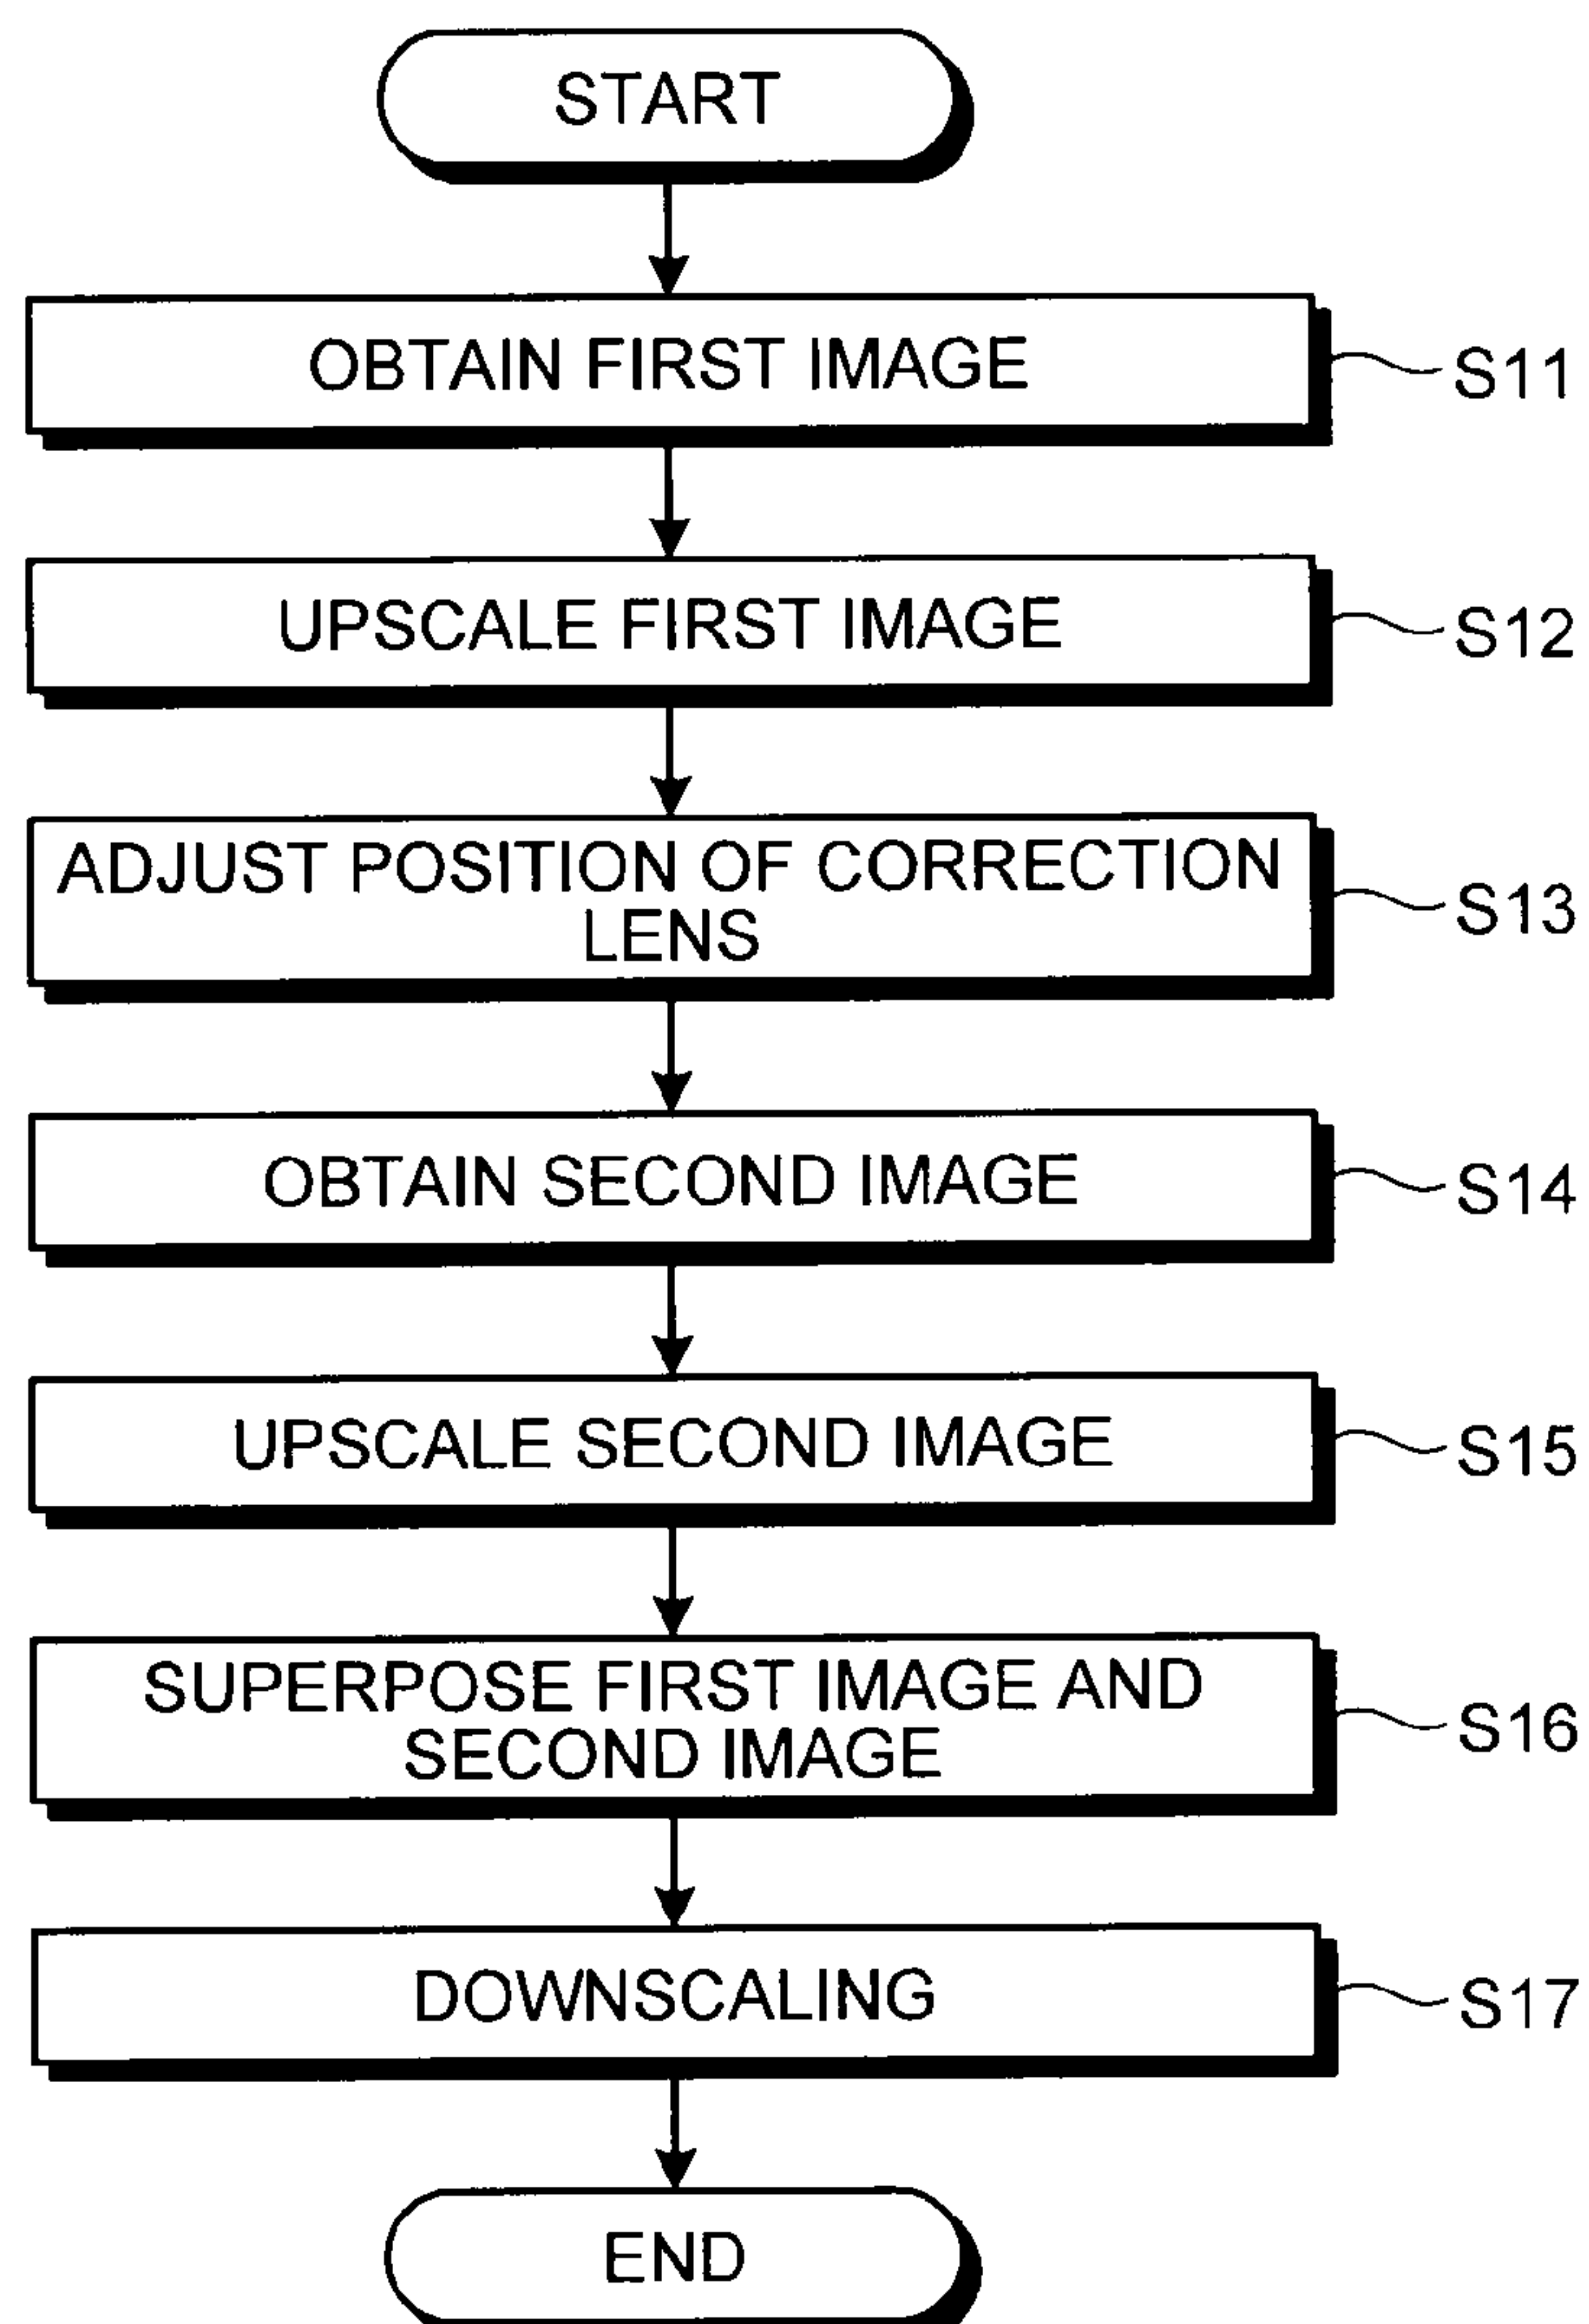 START
OBTAIN FIRST IMAGE
S11
UPSCALE FIRST IMAGE
S12
ADJUST POSITION OF CORRECTION
LENS
S13
OBTAIN SECOND IMAGE
S14
UPSCALE SECOND IMAGE
S15
SUPERPOSE FIRST IMAGE AND
SECOND IMAGE
S16
DOWNSCALING
S17
END